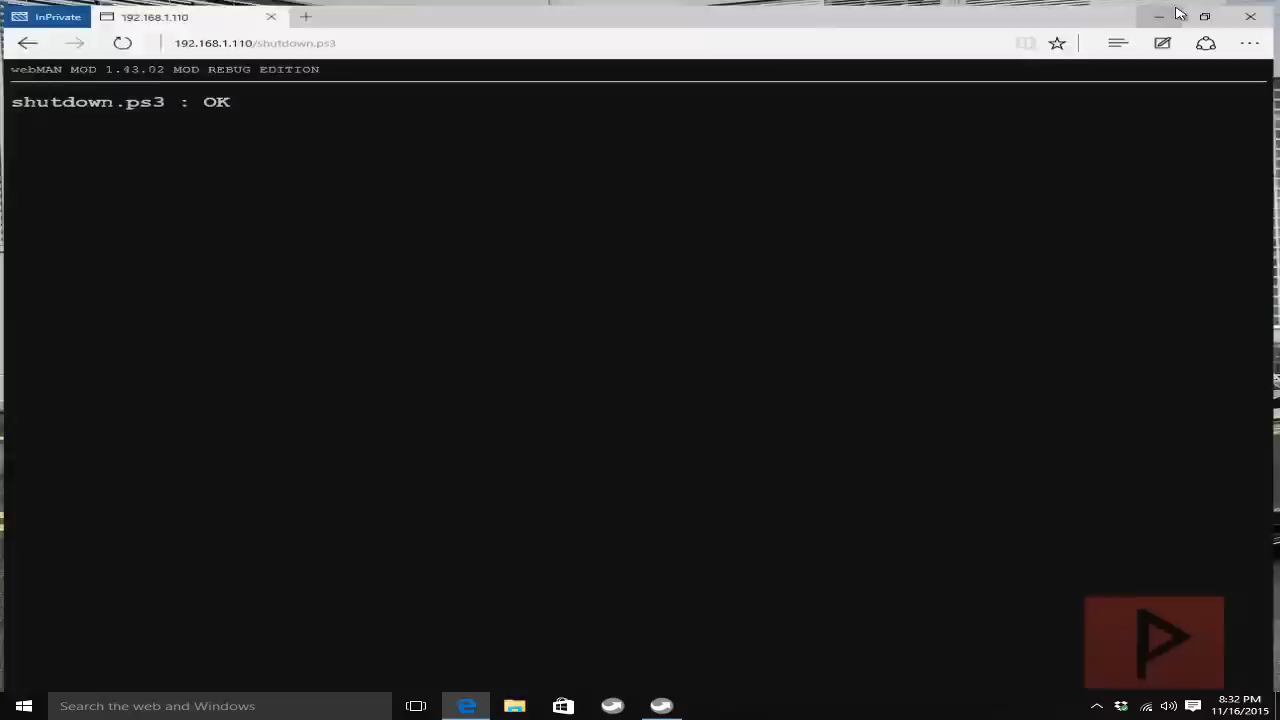 InPrivate
192.168.1.110
192.168.1.110/shutdown.ps3
webMAN MOD 1.43.02 MOD REBUG EDITION
shutdown.ps3 : OK
P
Search the web and Windows
8:32 PM
11/16/2015